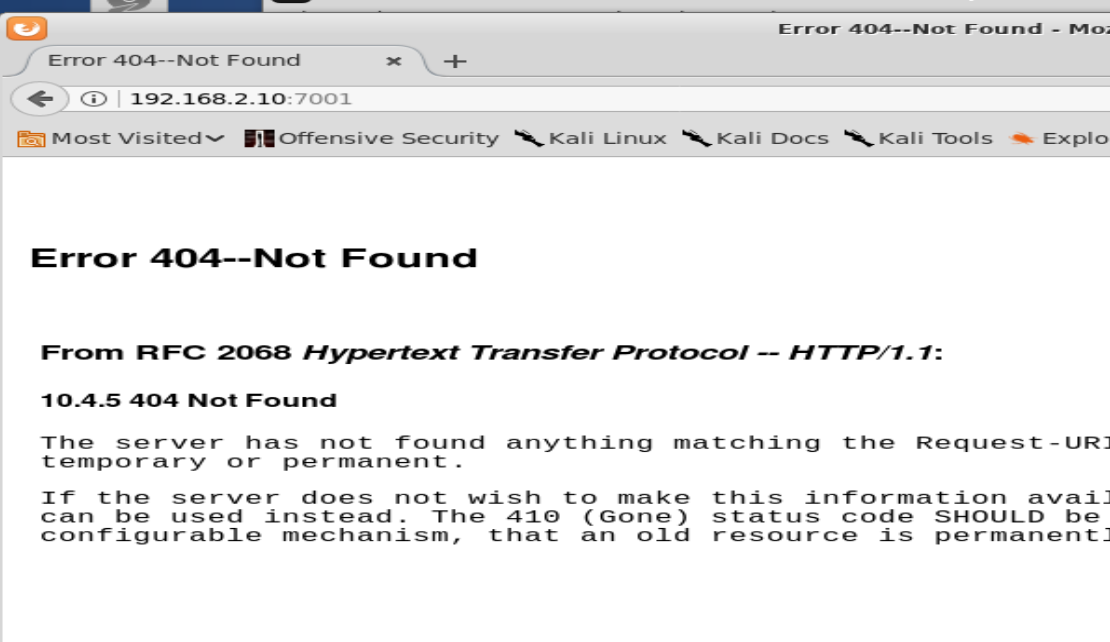 Error 404--Not Found - Moz
Error 404--Not Found × +
192.168.2.10:7001
Most Visited Offensive Security Kali Linux Kali Docs Kali Tools Explo
Error 404--Not Found
From RFC 2068 Hypertext Transfer Protocol -- HTTP/1.1:
10.4.5 404 Not Found
The server has not found anything matching the Request-URI
temporary or permanent.
If the server does not wish to make this information avail
can be used instead. The 410 (Gone) status code SHOULD be
configurable mechanism, that an old resource is permanentl